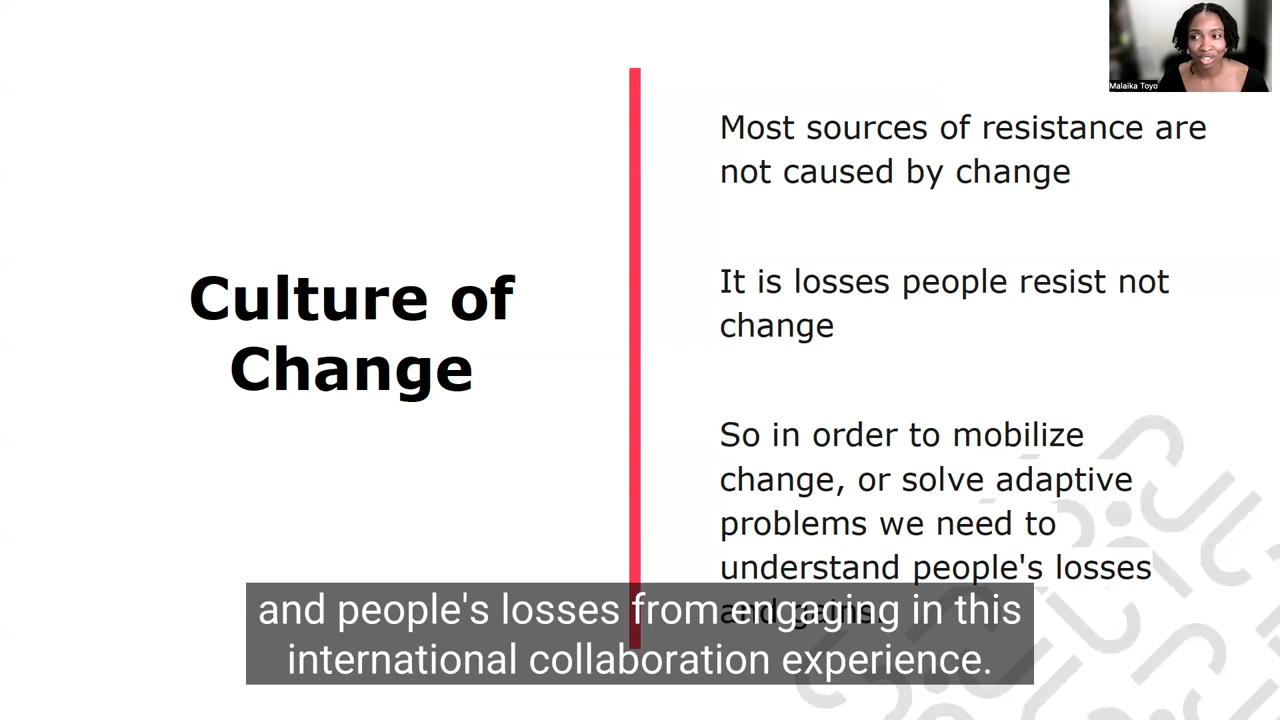 Malaika Toyo
Culture of
Change
Most sources of resistance are
not caused by change
It is losses people resist not
change
So in order to mobilize
change, or solve adaptive
problems we need to
understand people's losses
and gains.
and people's losses from engaging in this
international collaboration experience.